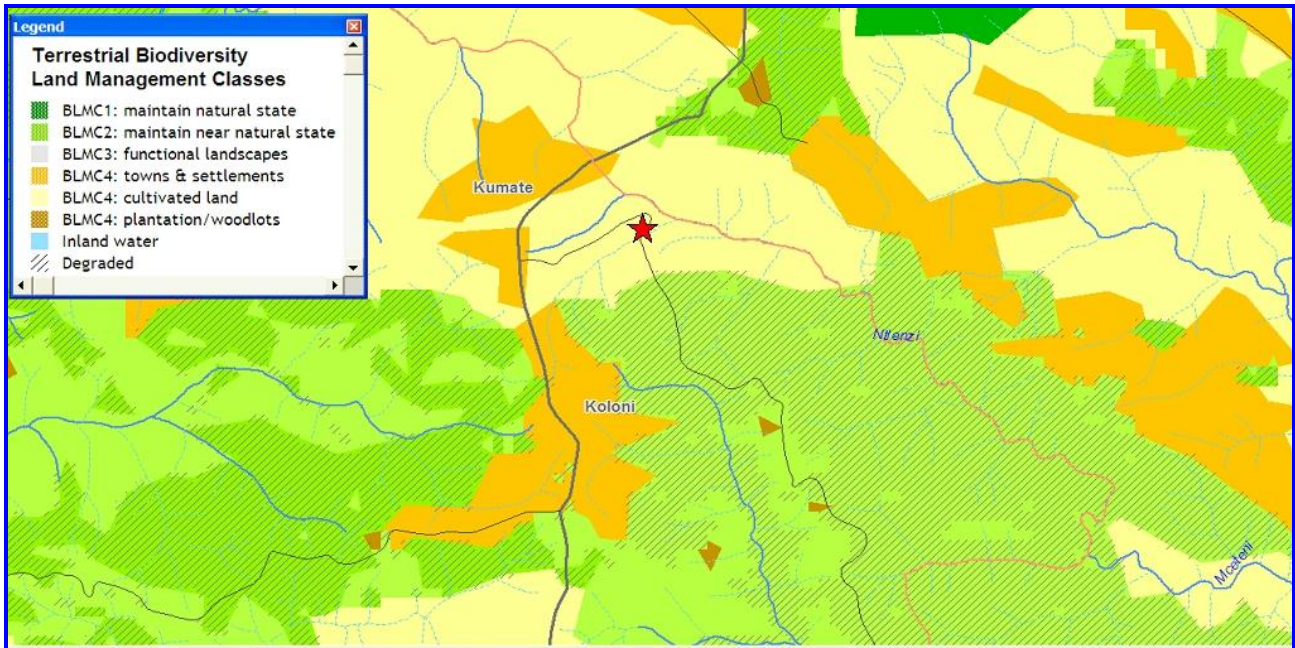 Legend
Terrestrial Biodiversity
Land Management Classes
BLMC1: maintain natural state
BLMC2: maintain near natural state
BLMC3: functional landscapes
BLMC4: towns & settlements
BLMC4: cultivated land
BLMC4: plantation/woodlots
Inland water
Degraded
Kumate
Ntlenzi
Koloni
Mceteni